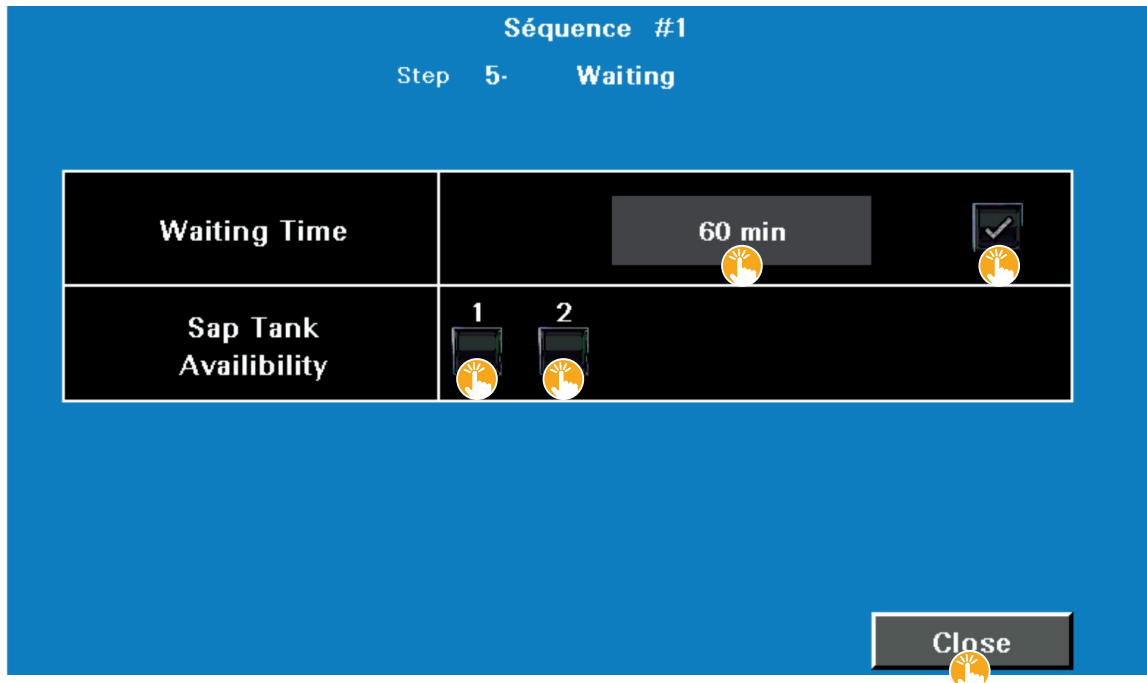 Séquence #1
Step 5- Waiting
Waiting Time
60 min
1 2
Sap Tank
Availibility
Close